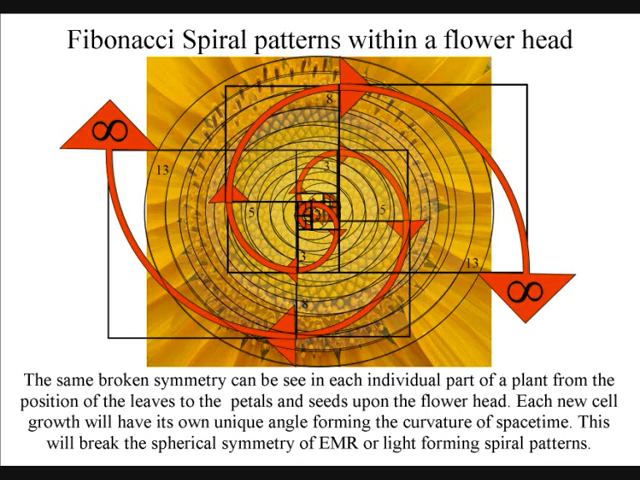 Fibonacci Spiral patterns within a flower head
8
∞
13
3
5
5
3
13
∞
8
The same broken symmetry can be see in each individual part of a plant from the
position of the leaves to the petals and seeds upon the flower head. Each new cell
growth will have its own unique angle forming the curvature of spacetime. This
will break the spherical symmetry of EMR or light forming spiral patterns.